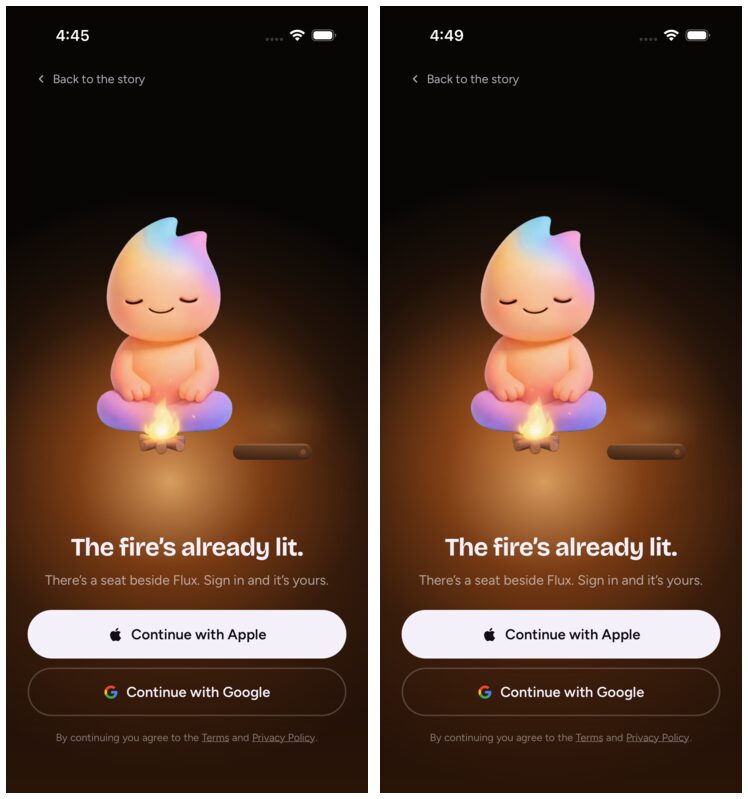 4:45
Back to the story
The fire's already lit.
There's a seat beside Flux. Sign in and it's yours.
Continue with Apple
Continue with Google
By continuing you agree to the Terms and Privacy Policy.
4:49
Back to the story
The fire's already lit.
There's a seat beside Flux. Sign in and it's yours.
Continue with Apple
Continue with Google
By continuing you agree to the Terms and Privacy Policy.